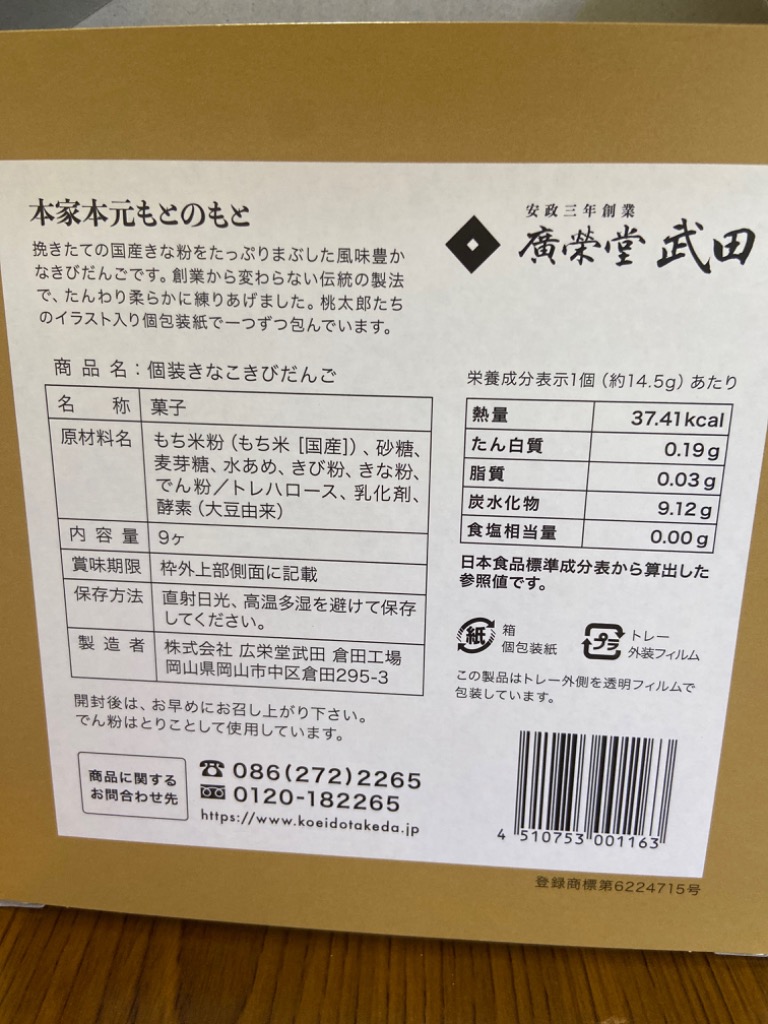 本家本元もとのもと
挽きたての国産きな粉をたっぷりまぶした風味豊か
なきびだんごです。創業から変わらない伝統の製法
で、たんわり柔らかに練りあげました。桃太郎たち
のイラスト入り個包装紙で一つずつ包んでいます。
安政三年創業
廣榮堂 武田
商品名：個装きなこきびだんご
名称 菓子
原材料名 もち米粉（もち米［国産］）、砂糖、
麦芽糖、水あめ、きび粉、きな粉、
でん粉／トレハロース、乳化剤、
酵素（大豆由来）
内容量 9ヶ
賞味期限 枠外上部側面に記載
保存方法 直射日光、高温多湿を避けて保存
してください。
製造者 株式会社 広栄堂武田 倉田工場
岡山県岡山市中区倉田295-3
開封後は、お早めにお召し上がり下さい。
でん粉はとりことして使用しています。
栄養成分表示1個（約14.5g）あたり
熱量 37.41kcal
たん白質 0.19g
脂質 0.03g
炭水化物 9.12g
食塩相当量 0.00g
日本食品標準成分表から算出した
参照値です。
紙 箱
個包装紙
プラ トレー
外装フィルム
この製品はトレー外側を透明フィルムで
包装しています。
商品に関する
お問合わせ先
086(272)2265
0120-182265
https://www.koeidotakeda.jp
4 510753 001163
登録商標第6224715号